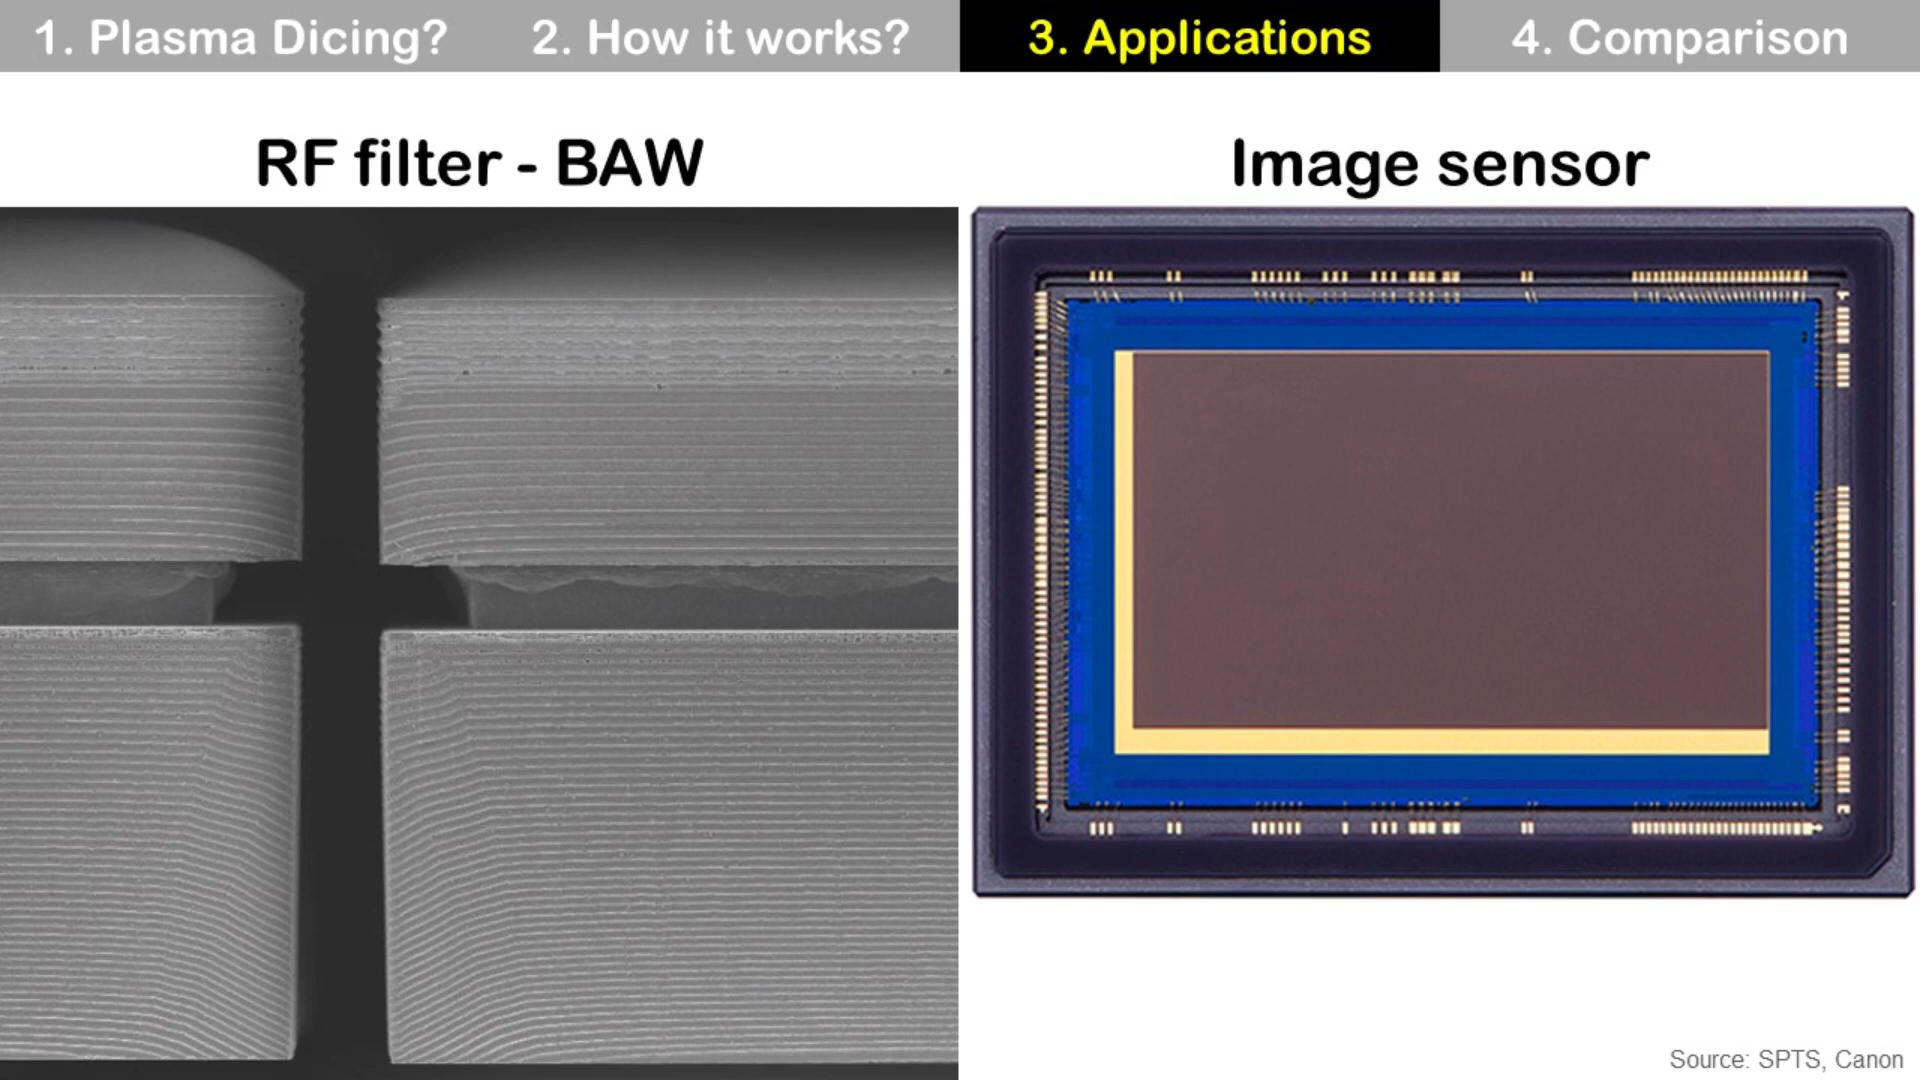 1. Plasma Dicing?
2. How it works?
3. Applications
4. Comparison
RF filter - BAW
Image sensor
Source: SPTS, Canon